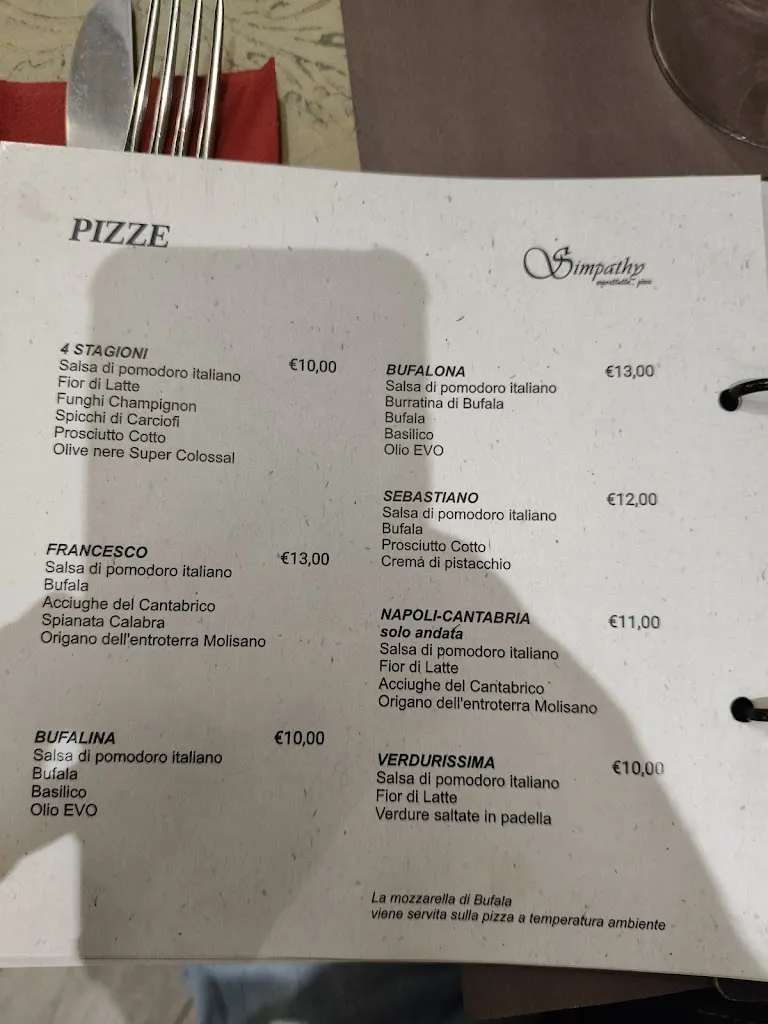 PIZZE
Simpathy
soprattutto... pizza
4 STAGIONI
€10,00
Salsa di pomodoro italiano
Fior di Latte
Funghi Champignon
Spicchi di Carciofi
Prosciutto Cotto
Olive nere Super Colossal
FRANCESCO
€13,00
Salsa di pomodoro italiano
Bufala
Acciughe del Cantabrico
Spianata Calabra
Origano dell'entroterra Molisano
BUFALINA
€10,00
Salsa di pomodoro italiano
Bufala
Basilico
Olio EVO
BUFALONA
€13,00
Salsa di pomodoro italiano
Burratina di Bufala
Bufala
Basilico
Olio EVO
SEBASTIANO
€12,00
Salsa di pomodoro italiano
Bufala
Prosciutto Cotto
Crema di pistacchio
NAPOLI-CANTABRIA
€11,00
solo andata
Salsa di pomodoro italiano
Fior di Latte
Acciughe del Cantabrico
Origano dell'entroterra Molisano
VERDURISSIMA
€10,00
Salsa di pomodoro italiano
Fior di Latte
Verdure saltate in padella
La mozzarella di Bufala
viene servita sulla pizza a temperatura ambiente